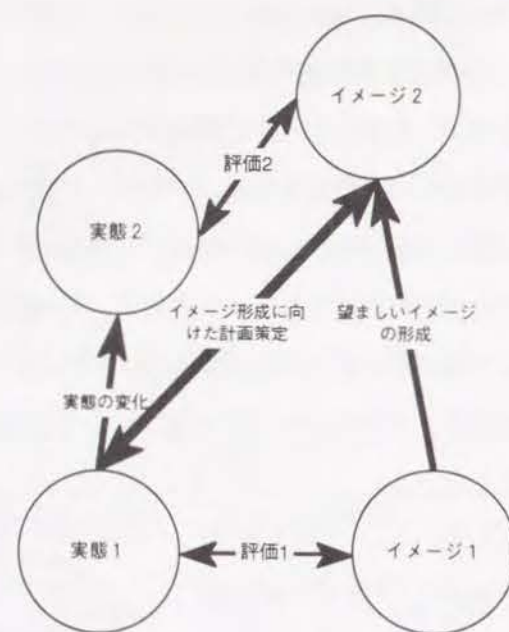 イメージ2
評価2
実態2
イメージ形成に向
けた計画策定
望ましいイメージ
の形成
実態の変化
実態1
評価1
イメージ1